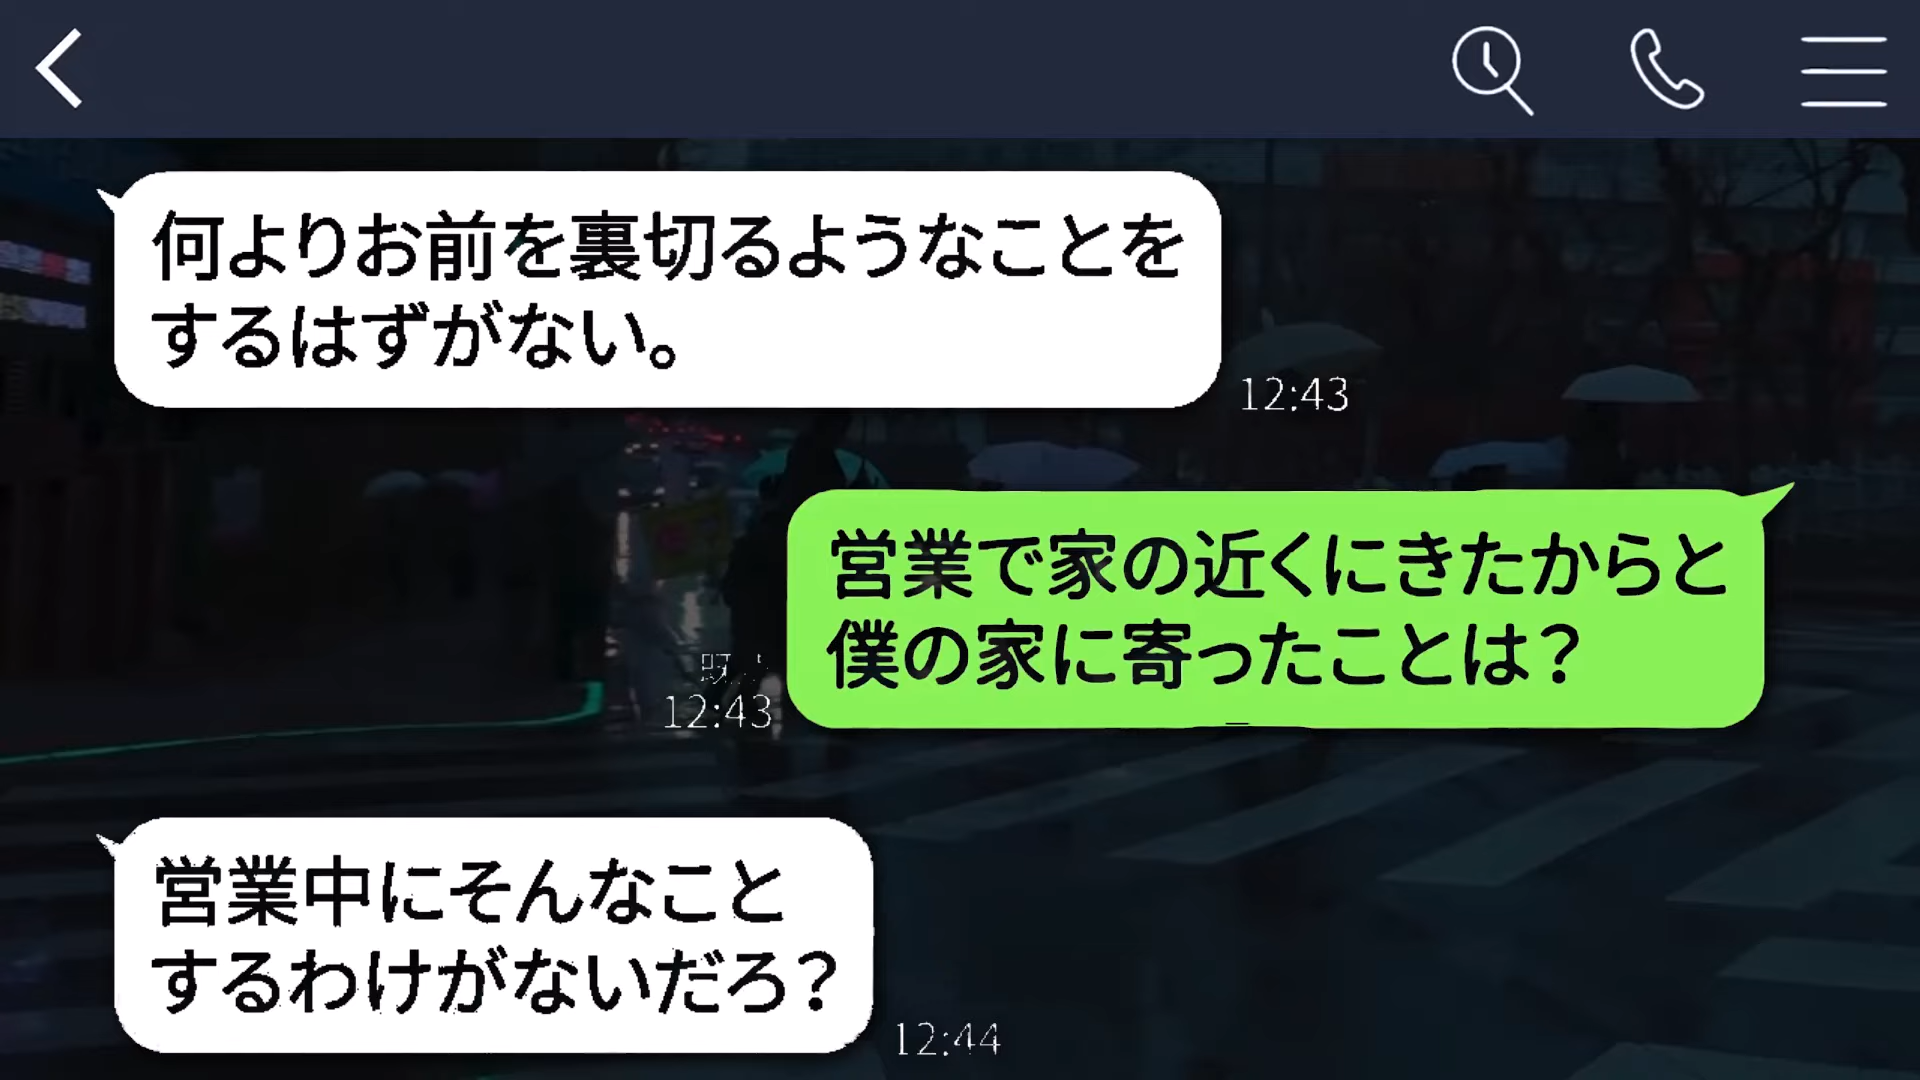 何よりお前を裏切るようなことを
するはずがない。
12:43
営業で家の近くにきたからと
僕の家に寄ったことは？
12:43
営業中にそんなこと
するわけがないだろ？
12:44